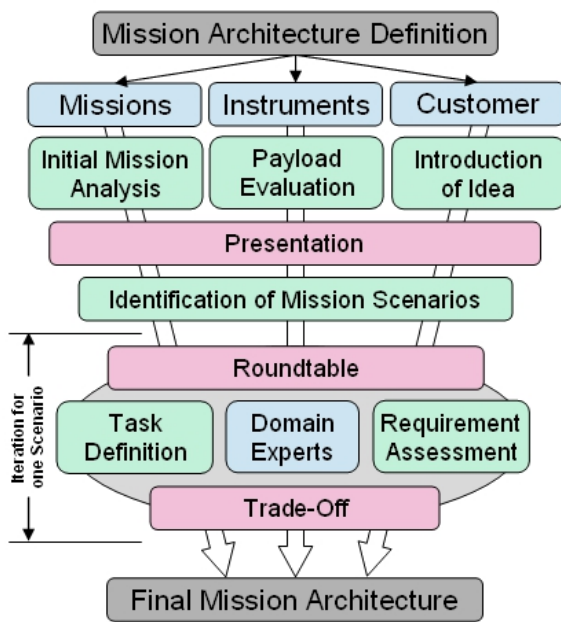 Mission Architecture Definition
Missions
Instruments
Customer
Initial Mission
Analysis
Payload
Evaluation
Introduction
of Idea
Presentation
Identification of Mission Scenarios
Iteration for
one Scenario
Roundtable
Task
Definition
Domain
Experts
Requirement
Assessment
Trade-Off
Final Mission Architecture